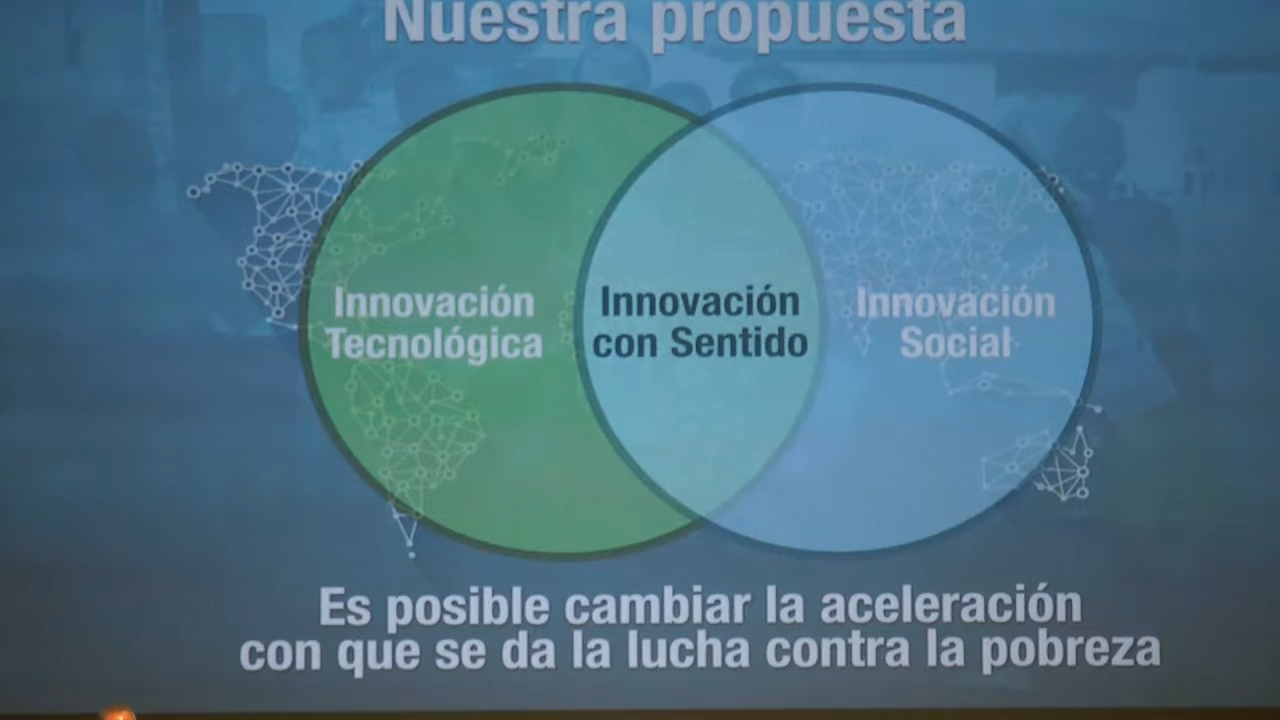 Nuestra propuesta
Innovación
Tecnológica
Innovación
con Sentido
Innovación
Social
Es posible cambiar la aceleración
con que se da la lucha contra la pobreza